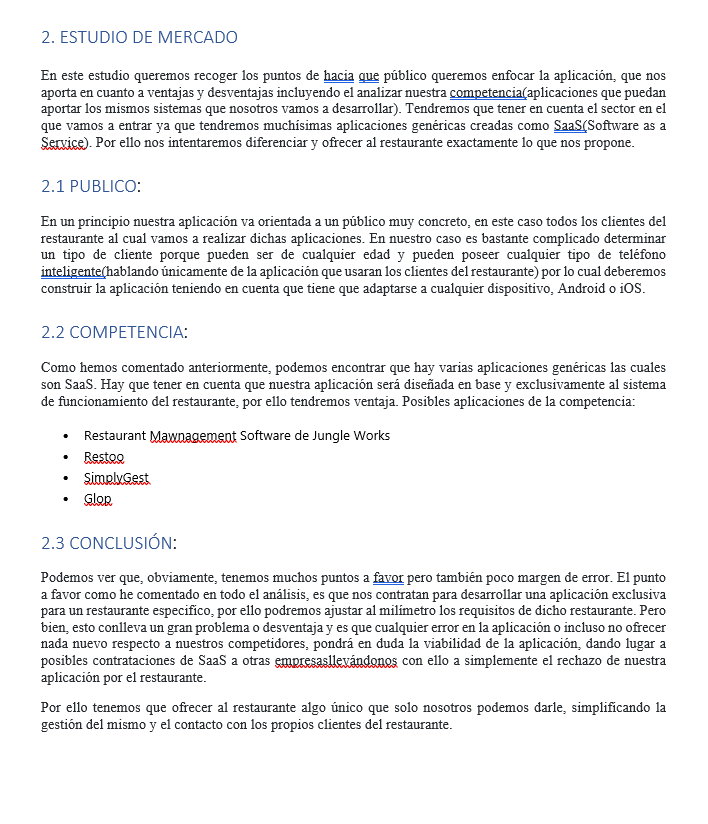 2. ESTUDIO DE MERCADO
En este estudio queremos recoger los puntos de hacia que público queremos enfocar la aplicación, que nos
aporta en cuanto a ventajas y desventajas incluyendo el analizar nuestra competencia(aplicaciones que puedan
aportar los mismos sistemas que nosotros vamos a desarrollar). Tendremos que tener en cuenta el sector en el
que vamos a entrar ya que tendremos muchísimas aplicaciones genéricas creadas como SaaS(Software as a
Service). Por ello nos intentaremos diferenciar y ofrecer al restaurante exactamente lo que nos propone.
2.1 PUBLICO:
En un principio nuestra aplicación va orientada a un público muy concreto, en este caso todos los clientes del
restaurante al cual vamos a realizar dichas aplicaciones. En nuestro caso es bastante complicado determinar
un tipo de cliente porque pueden ser de cualquier edad y pueden poseer cualquier tipo de teléfono
inteligente(hablando únicamente de la aplicación que usaran los clientes del restaurante) por lo cual deberemos
construir la aplicación teniendo en cuenta que tiene que adaptarse a cualquier dispositivo, Android o iOS.
2.2 COMPETENCIA:
Como hemos comentado anteriormente, podemos encontrar que hay varias aplicaciones genéricas las cuales
son SaaS. Hay que tener en cuenta que nuestra aplicación será diseñada en base y exclusivamente al sistema
de funcionamiento del restaurante, por ello tendremos ventaja. Posibles aplicaciones de la competencia:
• Restaurant Mawnagement Software de Jungle Works
• Restoo
• SimplyGest
• Glop
2.3 CONCLUSIÓN:
Podemos ver que, obviamente, tenemos muchos puntos a favor pero también poco margen de error. El punto
a favor como he comentado en todo el análisis, es que nos contratan para desarrollar una aplicación exclusiva
para un restaurante especifico, por ello podremos ajustar al milímetro los requisitos de dicho restaurante. Pero
bien, esto conlleva un gran problema o desventaja y es que cualquier error en la aplicación o incluso no ofrecer
nada nuevo respecto a nuestros competidores, pondrá en duda la viabilidad de la aplicación, dando lugar a
posibles contrataciones de SaaS a otras empresasllevándonos con ello a simplemente el rechazo de nuestra
aplicación por el restaurante.
Por ello tenemos que ofrecer al restaurante algo único que solo nosotros podemos darle, simplificando la
gestión del mismo y el contacto con los propios clientes del restaurante.